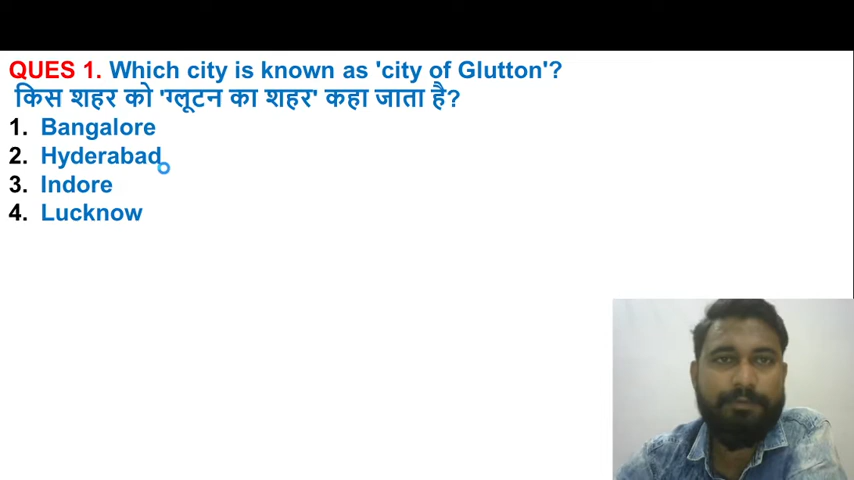 QUES 1. Which city is known as 'city of Glutton'?
किस शहर को 'ग्लूटन का शहर' कहा जाता है?
1. Bangalore
2. Hyderabad
3. Indore
4. Lucknow